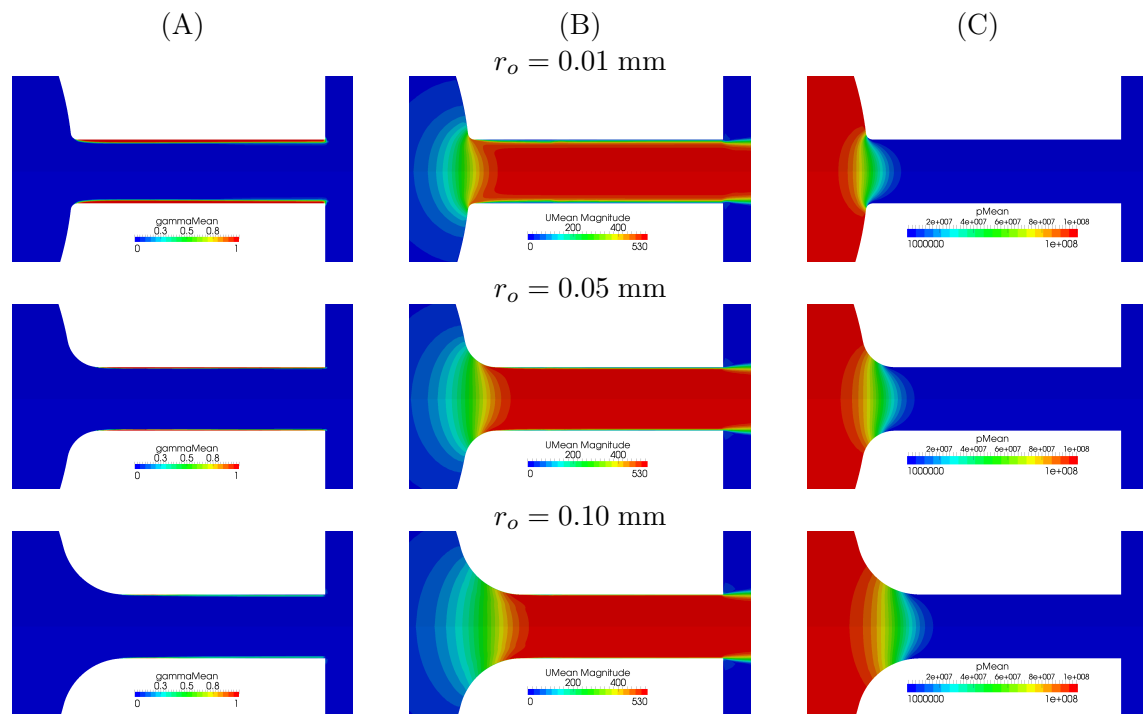 (A) (B) (C)
r_o = 0.01 mm
gammaMean
0.3 0.5 0.8
0 1
UMean Magnitude
200 400
0 530
pMean
2e+007 4e+007 6e+007 8e+007 1e+008
1000000 1e+008
r_o = 0.05 mm
gammaMean
0.3 0.5 0.8
0 1
UMean Magnitude
200 400
0 530
pMean
2e+007 4e+007 6e+007 8e+007 1e+008
1000000 1e+008
r_o = 0.10 mm
gammaMean
0.3 0.5 0.8
0 1
UMean Magnitude
200 400
0 530
pMean
2e+007 4e+007 6e+007 8e+007 1e+008
1000000 1e+008